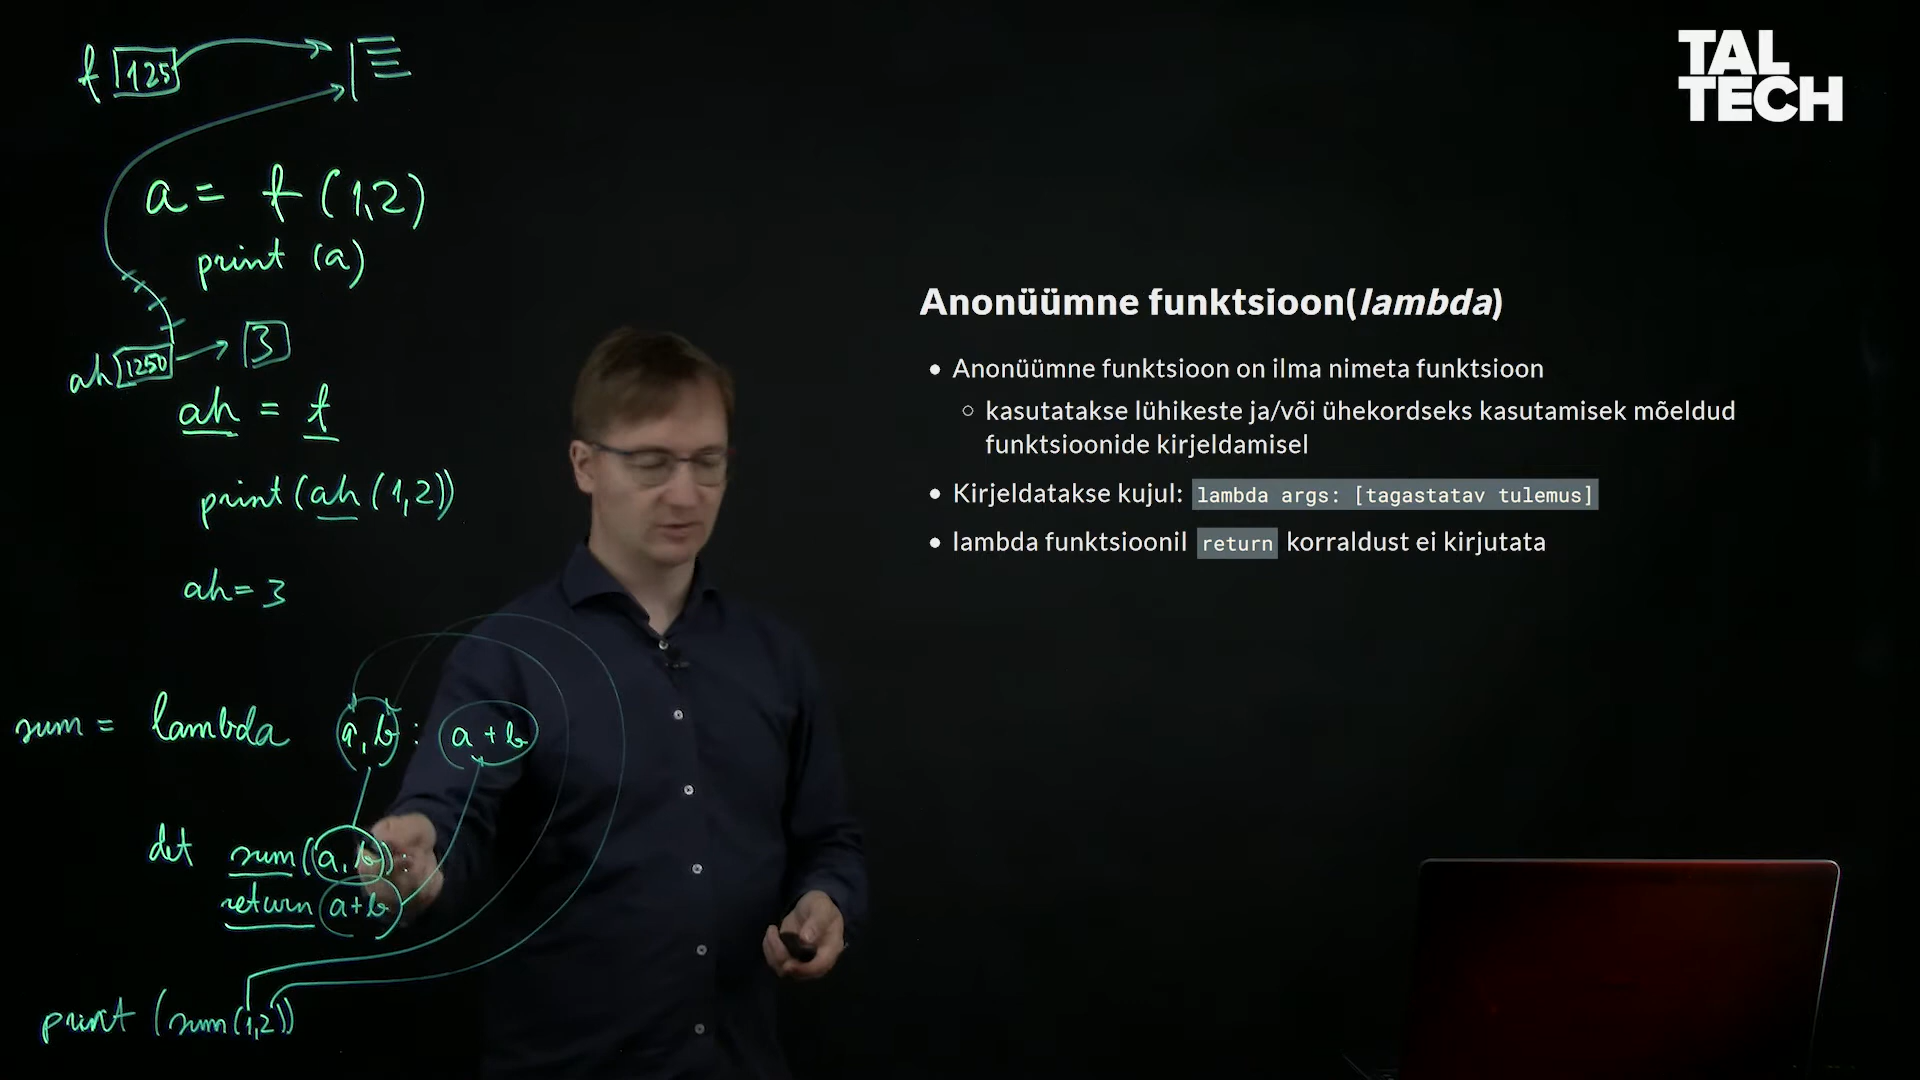 f 125
a = f (1,2)
print (a)
ah 1250 3
ah = f
print (ah (1,2))
ah = 3
sum = lambda a, b : a + b
def sum (a, b):
return a+b
print (sum (1,2))
TAL
TECH
Anonüümne funktsioon(lambda)
Anonüümne funktsioon on ilma nimeta funktsioon
kasutatakse lühikeste ja/või ühekordseks kasutamisek mõeldud
funktsioonide kirjeldamisel
Kirjeldatakse kujul: lambda args: [tagastatav tulemus]
lambda funktsioonil return korraldust ei kirjutata